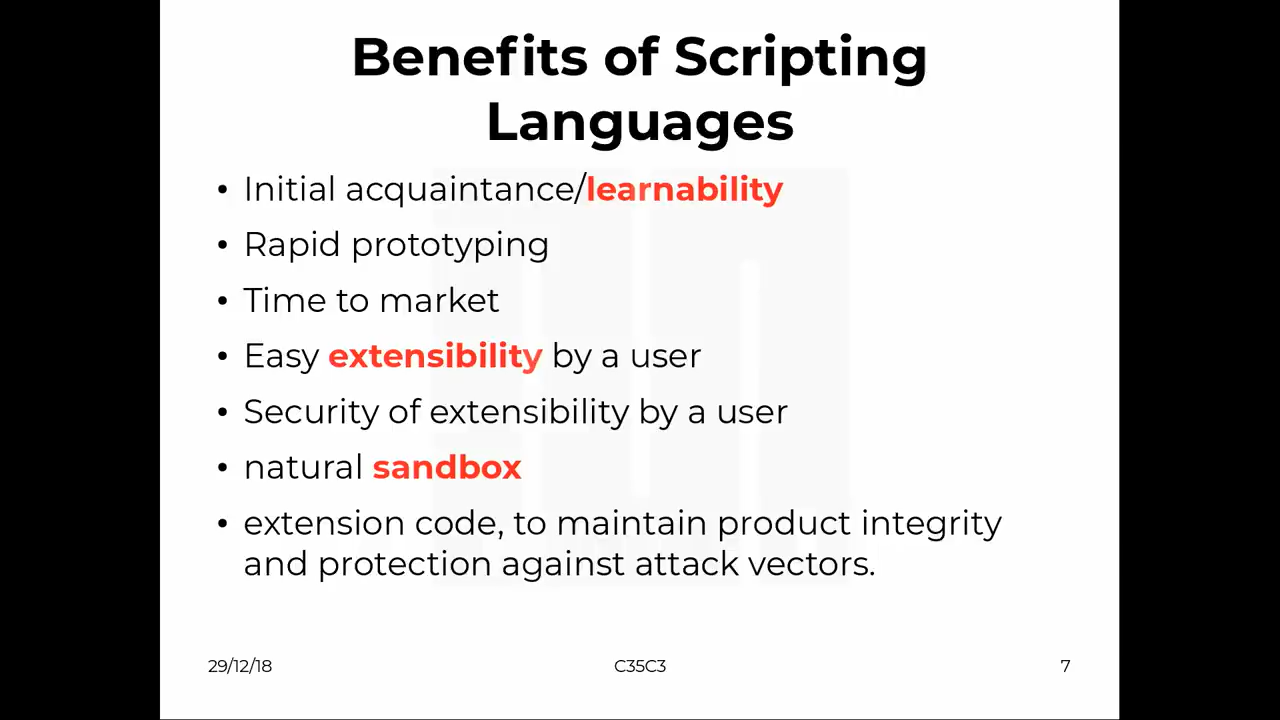 Benefits of Scripting
Languages
• Initial acquaintance/learnability
• Rapid prototyping
• Time to market
• Easy extensibility by a user
• Security of extensibility by a user
• natural sandbox
• extension code, to maintain product integrity
and protection against attack vectors.
29/12/18 C35C3 7